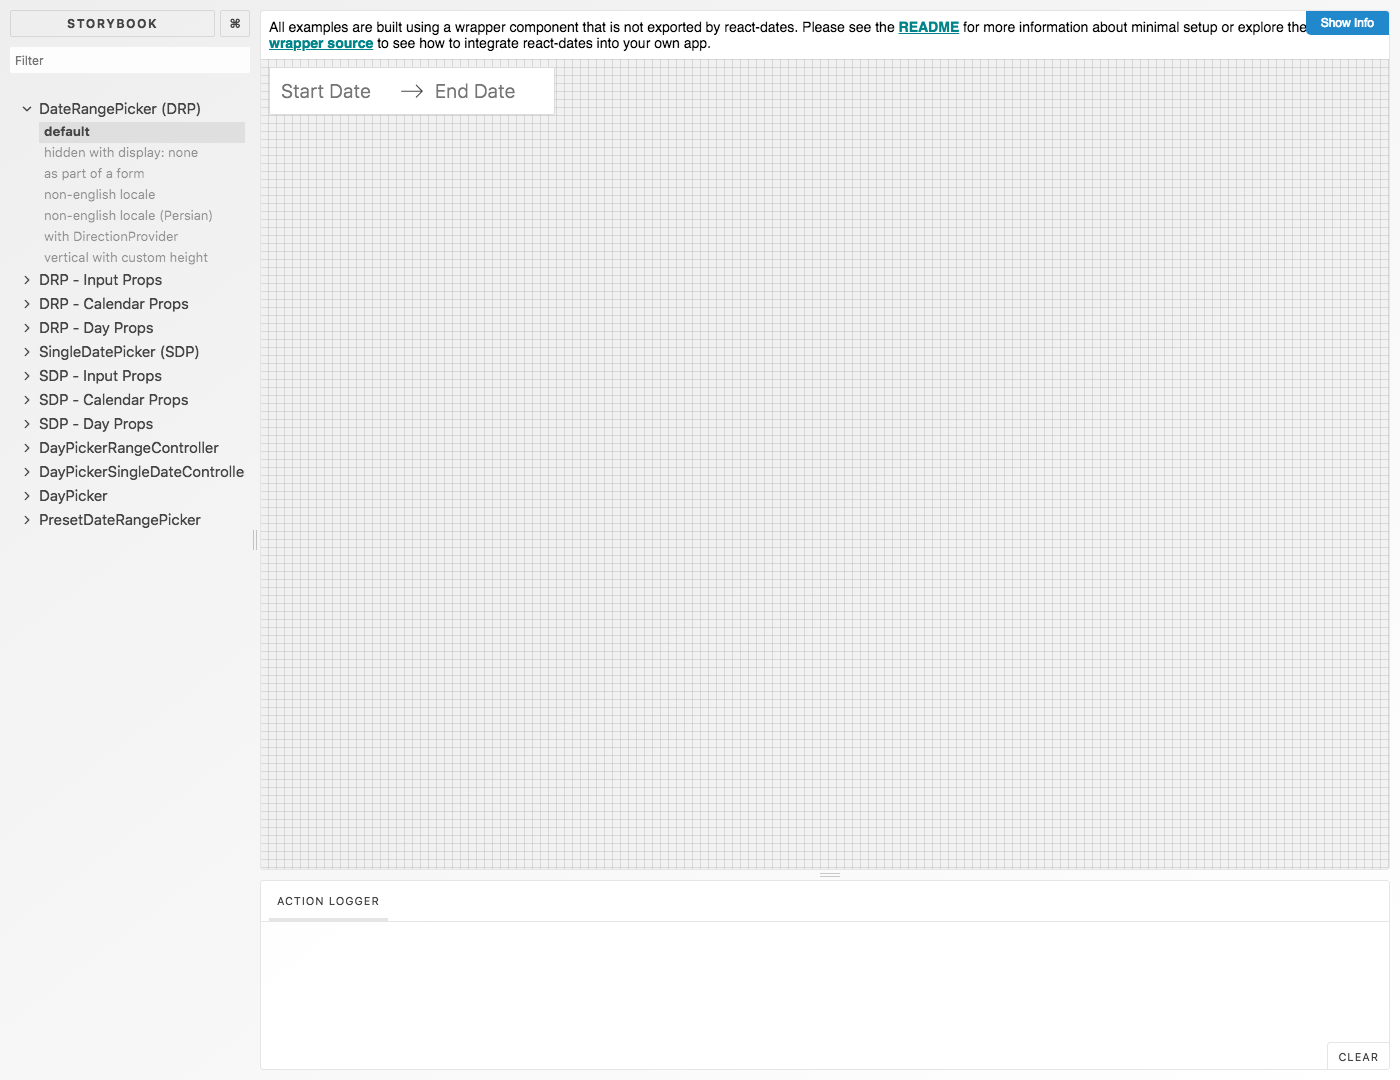 STORYBOOK
⌘
Filter
DateRangePicker (DRP)
default
hidden with display: none
as part of a form
non-english locale
non-english locale (Persian)
with DirectionProvider
vertical with custom height
DRP - Input Props
DRP - Calendar Props
DRP - Day Props
SingleDatePicker (SDP)
SDP - Input Props
SDP - Calendar Props
SDP - Day Props
DayPickerRangeController
DayPickerSingleDateControlle
DayPicker
PresetDateRangePicker
All examples are built using a wrapper component that is not exported by react-dates. Please see the README for more information about minimal setup or explore the
wrapper source to see how to integrate react-dates into your own app.
Show Info
Start Date → End Date
ACTION LOGGER
CLEAR